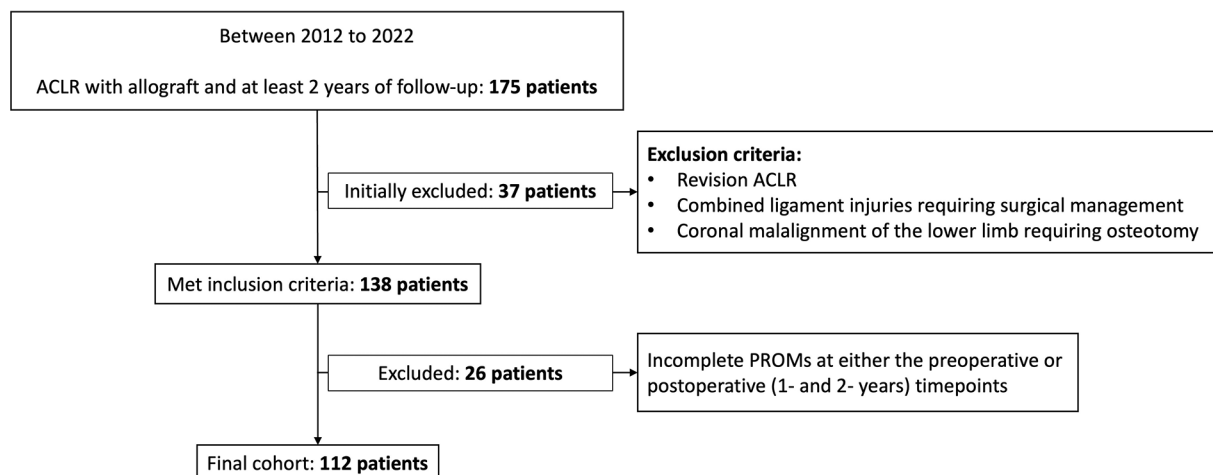 Between 2012 to 2022
ACLR with allograft and at least 2 years of follow-up: 175 patients
Initially excluded: 37 patients
Exclusion criteria:
• Revision ACLR
• Combined ligament injuries requiring surgical management
• Coronal malalignment of the lower limb requiring osteotomy
Met inclusion criteria: 138 patients
Excluded: 26 patients
Incomplete PROMs at either the preoperative or
postoperative (1- and 2- years) timepoints
Final cohort: 112 patients